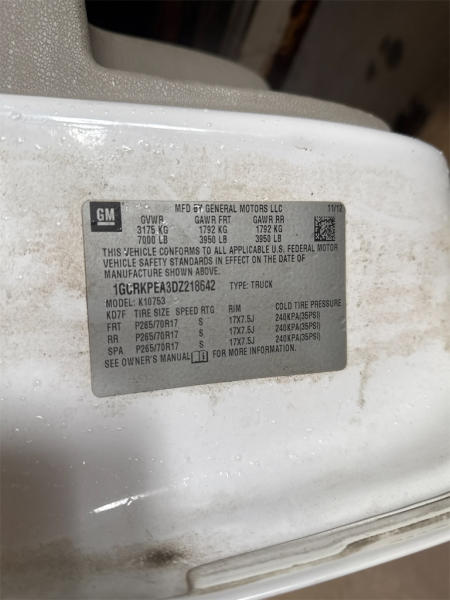 GM
MFD BY GENERAL MOTORS LLC 11/12
GVWR GAWR FRT GAWR RR
3175 KG 1792 KG 1792 KG
7000 LB 3950 LB 3950 LB
THIS VEHICLE CONFORMS TO ALL APPLICABLE U.S. FEDERAL MOTOR
VEHICLE SAFETY STANDARDS IN EFFECT ON THE DATE OF
MANUFACTURE SHOWN ABOVE.
1GCRKPEA3DZ218642 TYPE: TRUCK
MODEL: K10753
KD7F TIRE SIZE SPEED RTG RIM COLD TIRE PRESSURE
FRT P265/70R17 S 17X7.5J 240KPA(35PSI)
RR P265/70R17 S 17X7.5J 240KPA(35PSI)
SPA P265/70R17 S 17X7.5J 240KPA(35PSI)
SEE OWNER'S MANUAL FOR MORE INFORMATION.